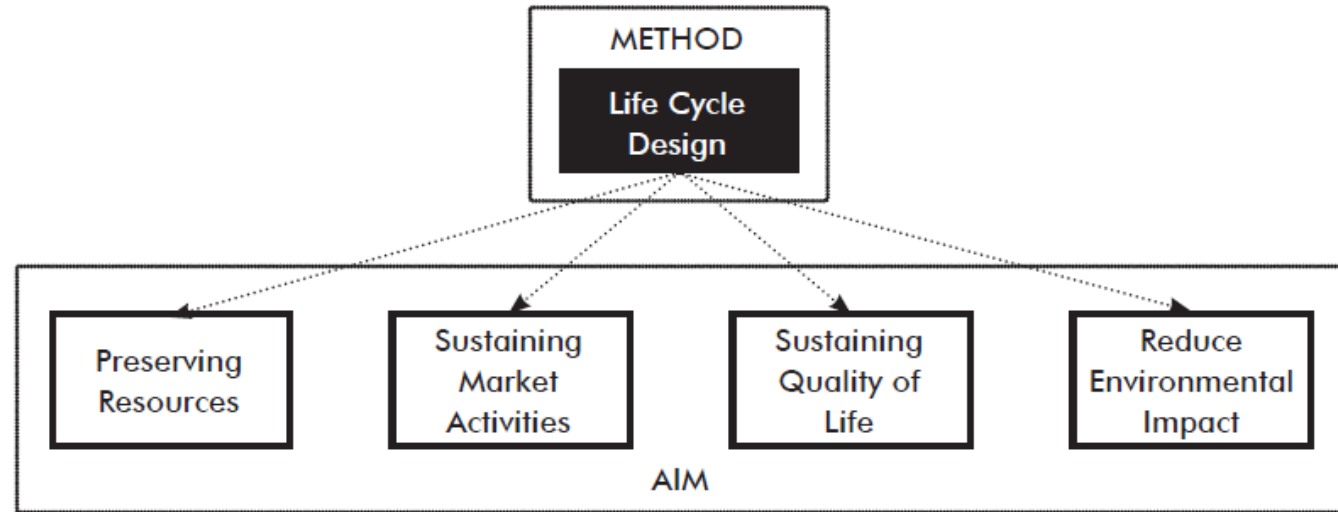 METHOD
Life Cycle
Design
Preserving
Resources
Sustaining
Market
Activities
Sustaining
Quality of
Life
Reduce
Environmental
Impact
AIM